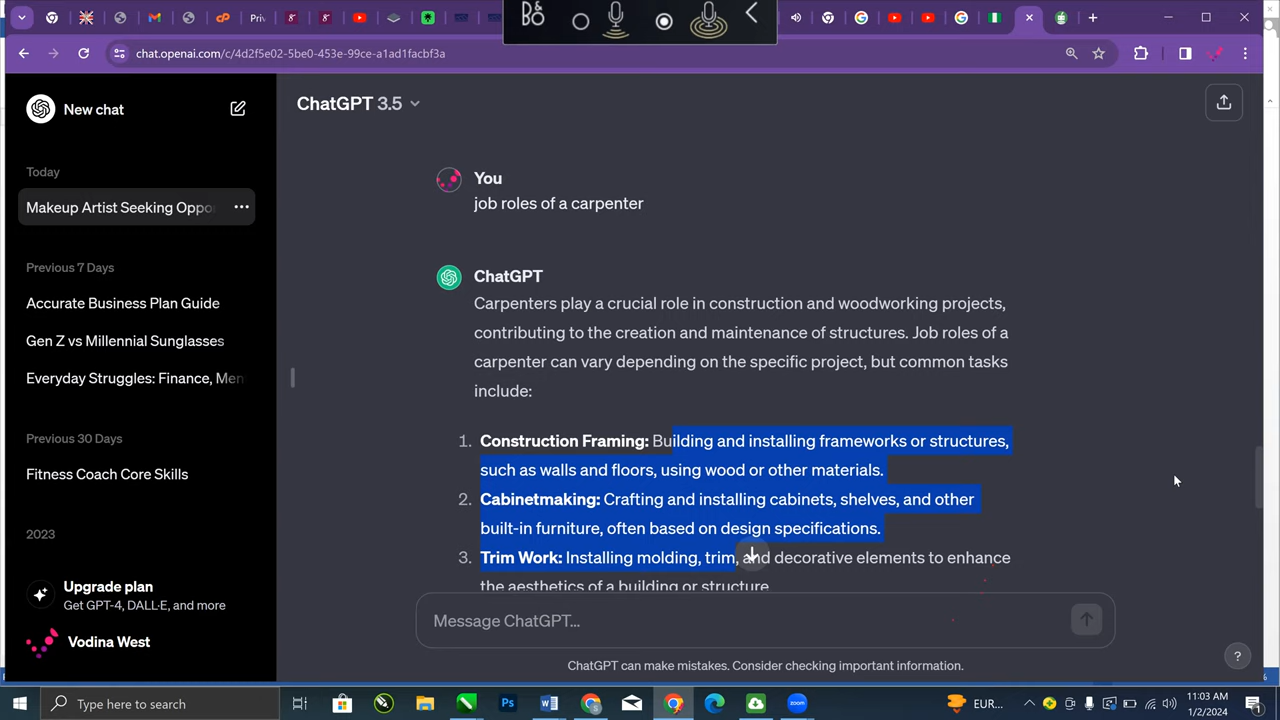 Priv
chat.openai.com/c/4d2f5e02-5be0-453e-99ce-a1ad1facbf3a
New chat
Today
Makeup Artist Seeking Oppo
Previous 7 Days
Accurate Business Plan Guide
Gen Z vs Millennial Sunglasses
Everyday Struggles: Finance, Men
Previous 30 Days
Fitness Coach Core Skills
2023
Upgrade plan
Get GPT-4, DALL·E, and more
Vodina West
ChatGPT 3.5
You
job roles of a carpenter
ChatGPT
Carpenters play a crucial role in construction and woodworking projects,
contributing to the creation and maintenance of structures. Job roles of a
carpenter can vary depending on the specific project, but common tasks
include:
1. Construction Framing: Building and installing frameworks or structures,
such as walls and floors, using wood or other materials.
2. Cabinetmaking: Crafting and installing cabinets, shelves, and other
built-in furniture, often based on design specifications.
3. Trim Work: Installing molding, trim, and decorative elements to enhance
the aesthetics of a building or structure.
Message ChatGPT...
ChatGPT can make mistakes. Consider checking important information.
?
Type here to search
EUR...
11:03 AM
1/2/2024